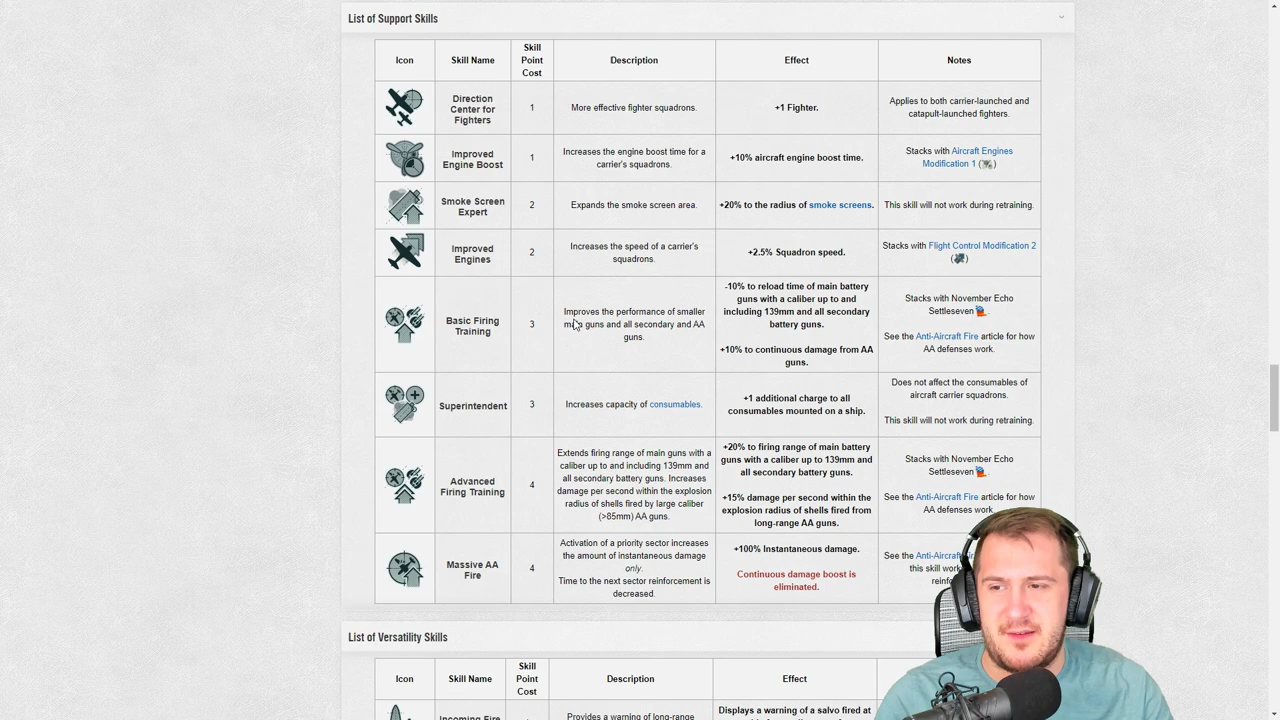 List of Support Skills
Icon
Skill Name
Skill
Point
Cost
Description
Effect
Notes
Direction
Center for
Fighters
1
More effective fighter squadrons.
+1 Fighter.
Applies to both carrier-launched and
catapult-launched fighters.
Improved
Engine Boost
1
Increases the engine boost time for a
carrier's squadrons.
+10% aircraft engine boost time.
Stacks with Aircraft Engines
Modification 1 ( )
Smoke Screen
Expert
2
Expands the smoke screen area.
+20% to the radius of smoke screens.
This skill will not work during retraining.
Improved
Engines
2
Increases the speed of a carrier's
squadrons.
+2.5% Squadron speed.
Stacks with Flight Control Modification 2
( )
Basic Firing
Training
3
Improves the performance of smaller
main guns and all secondary and AA
guns.
-10% to reload time of main battery
guns with a caliber up to and
including 139mm and all secondary
battery guns.
+10% to continuous damage from AA
guns.
Stacks with November Echo
Settleseven
See the Anti-Aircraft Fire article for how
AA defenses work.
Superintendent
3
Increases capacity of consumables.
+1 additional charge to all
consumables mounted on a ship.
Does not affect the consumables of
aircraft carrier squadrons.
This skill will not work during retraining.
Advanced
Firing Training
4
Extends firing range of main guns with a
caliber up to and including 139mm and
all secondary battery guns. Increases
damage per second within the explosion
radius of shells fired by large caliber
(>85mm) AA guns.
+20% to firing range of main battery
guns with a caliber up to 139mm and
all secondary battery guns.
+15% damage per second within the
explosion radius of shells fired from
long-range AA guns.
Stacks with November Echo
Settleseven
See the Anti-Aircraft Fire article for how
AA defenses work.
Massive AA
Fire
4
Activation of a priority sector increases
the amount of instantaneous damage
only.
Time to the next sector reinforcement is
decreased.
+100% Instantaneous damage.
Continuous damage boost is
eliminated.
See the Anti-Aircraft
this skill work
List of Versatility Skills
Icon
Skill Name
Skill
Point
Cost
Description
Effect
Incoming Fire
Provides a warning of long-range
Displays a warning of a salvo fired at